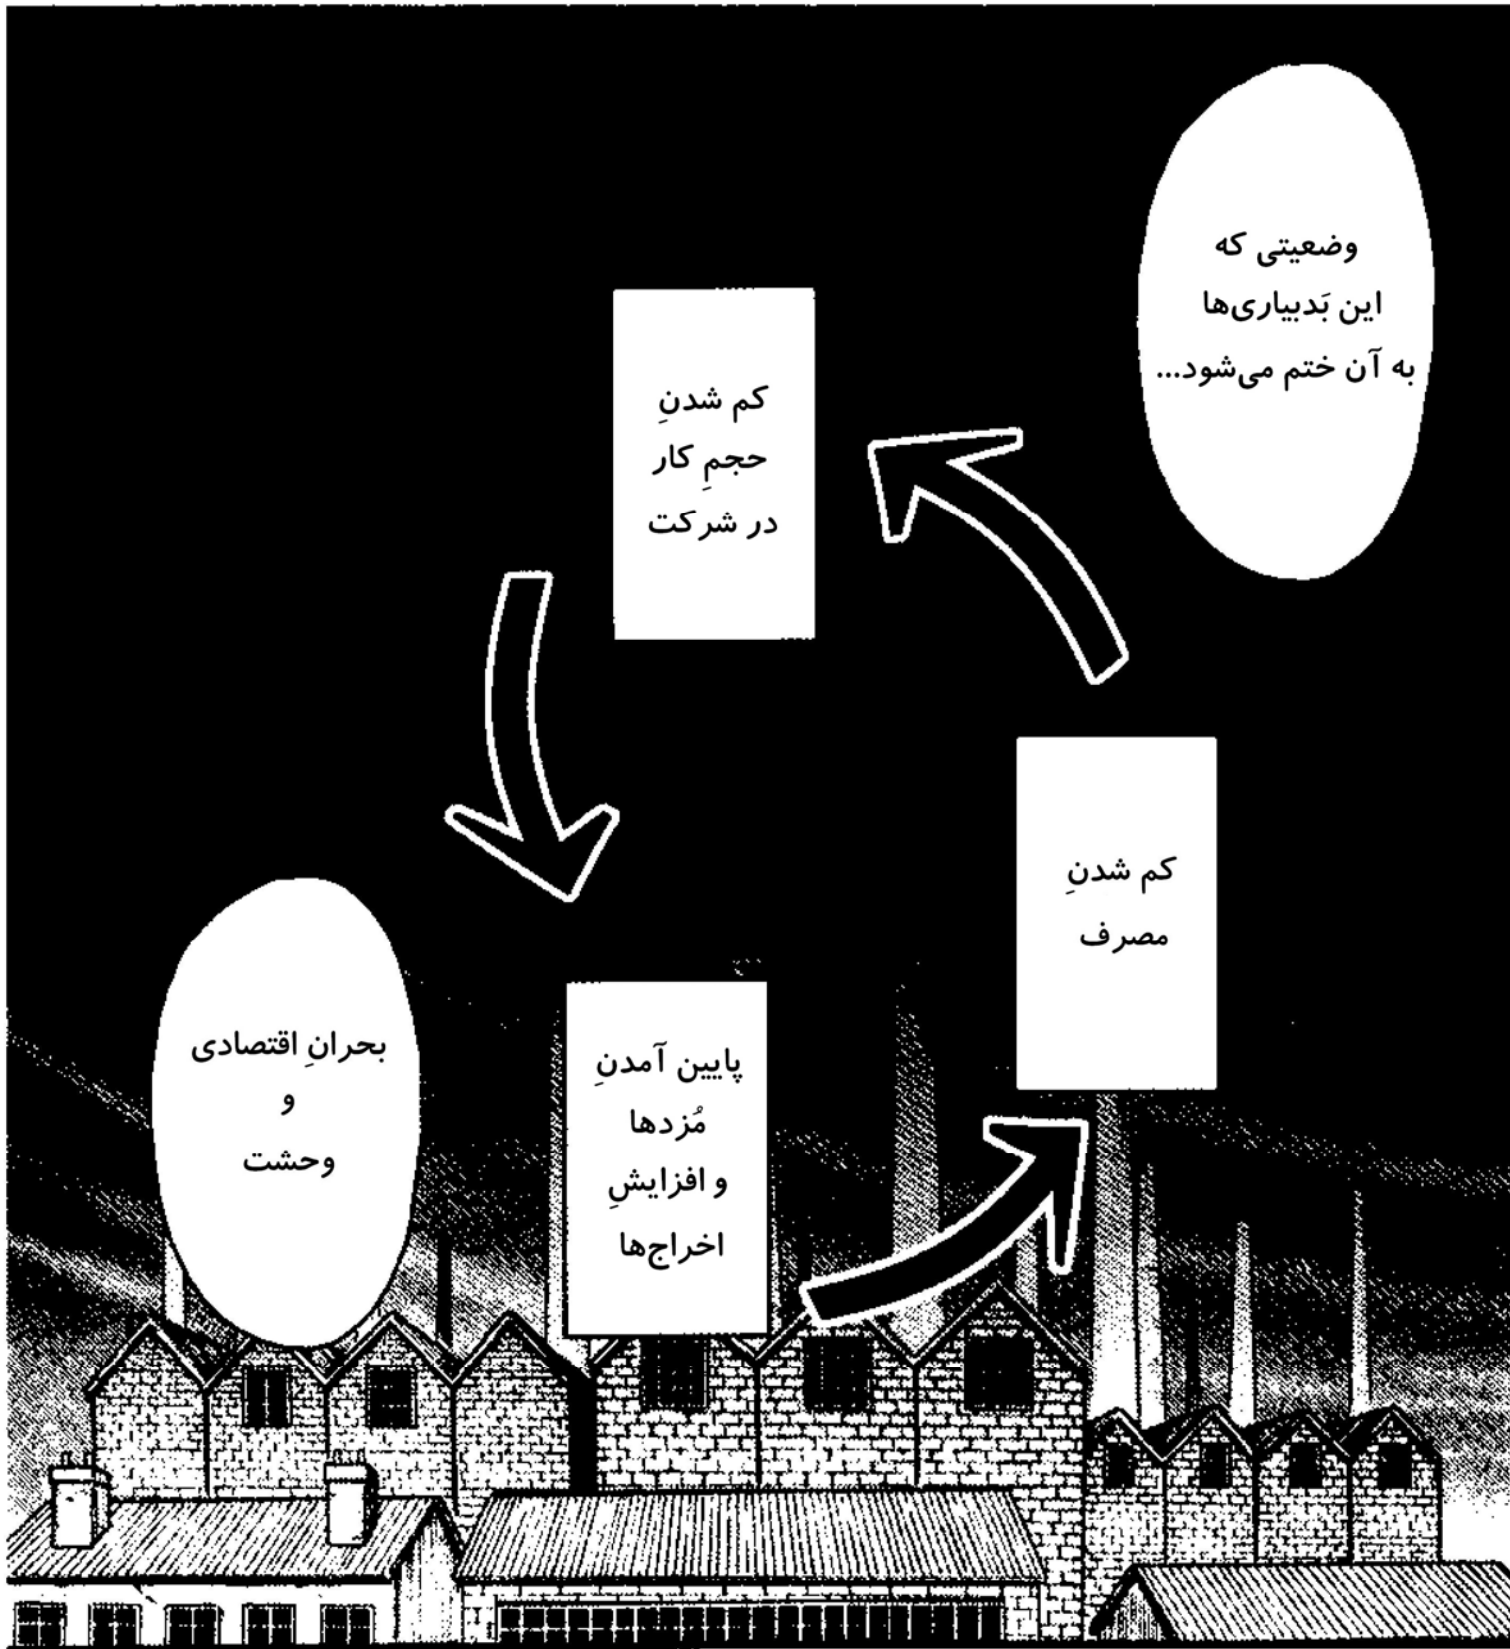 وضعیتی که
این بَدبیاری‌ها
به آن ختم می‌شود...
کم شدنِ
حجمِ کار
در شرکت
کم شدنِ
مصرف
پایین آمدنِ
مُزدها
و افزایشِ
اخراج‌ها
بحرانِ اقتصادی
و
وحشت